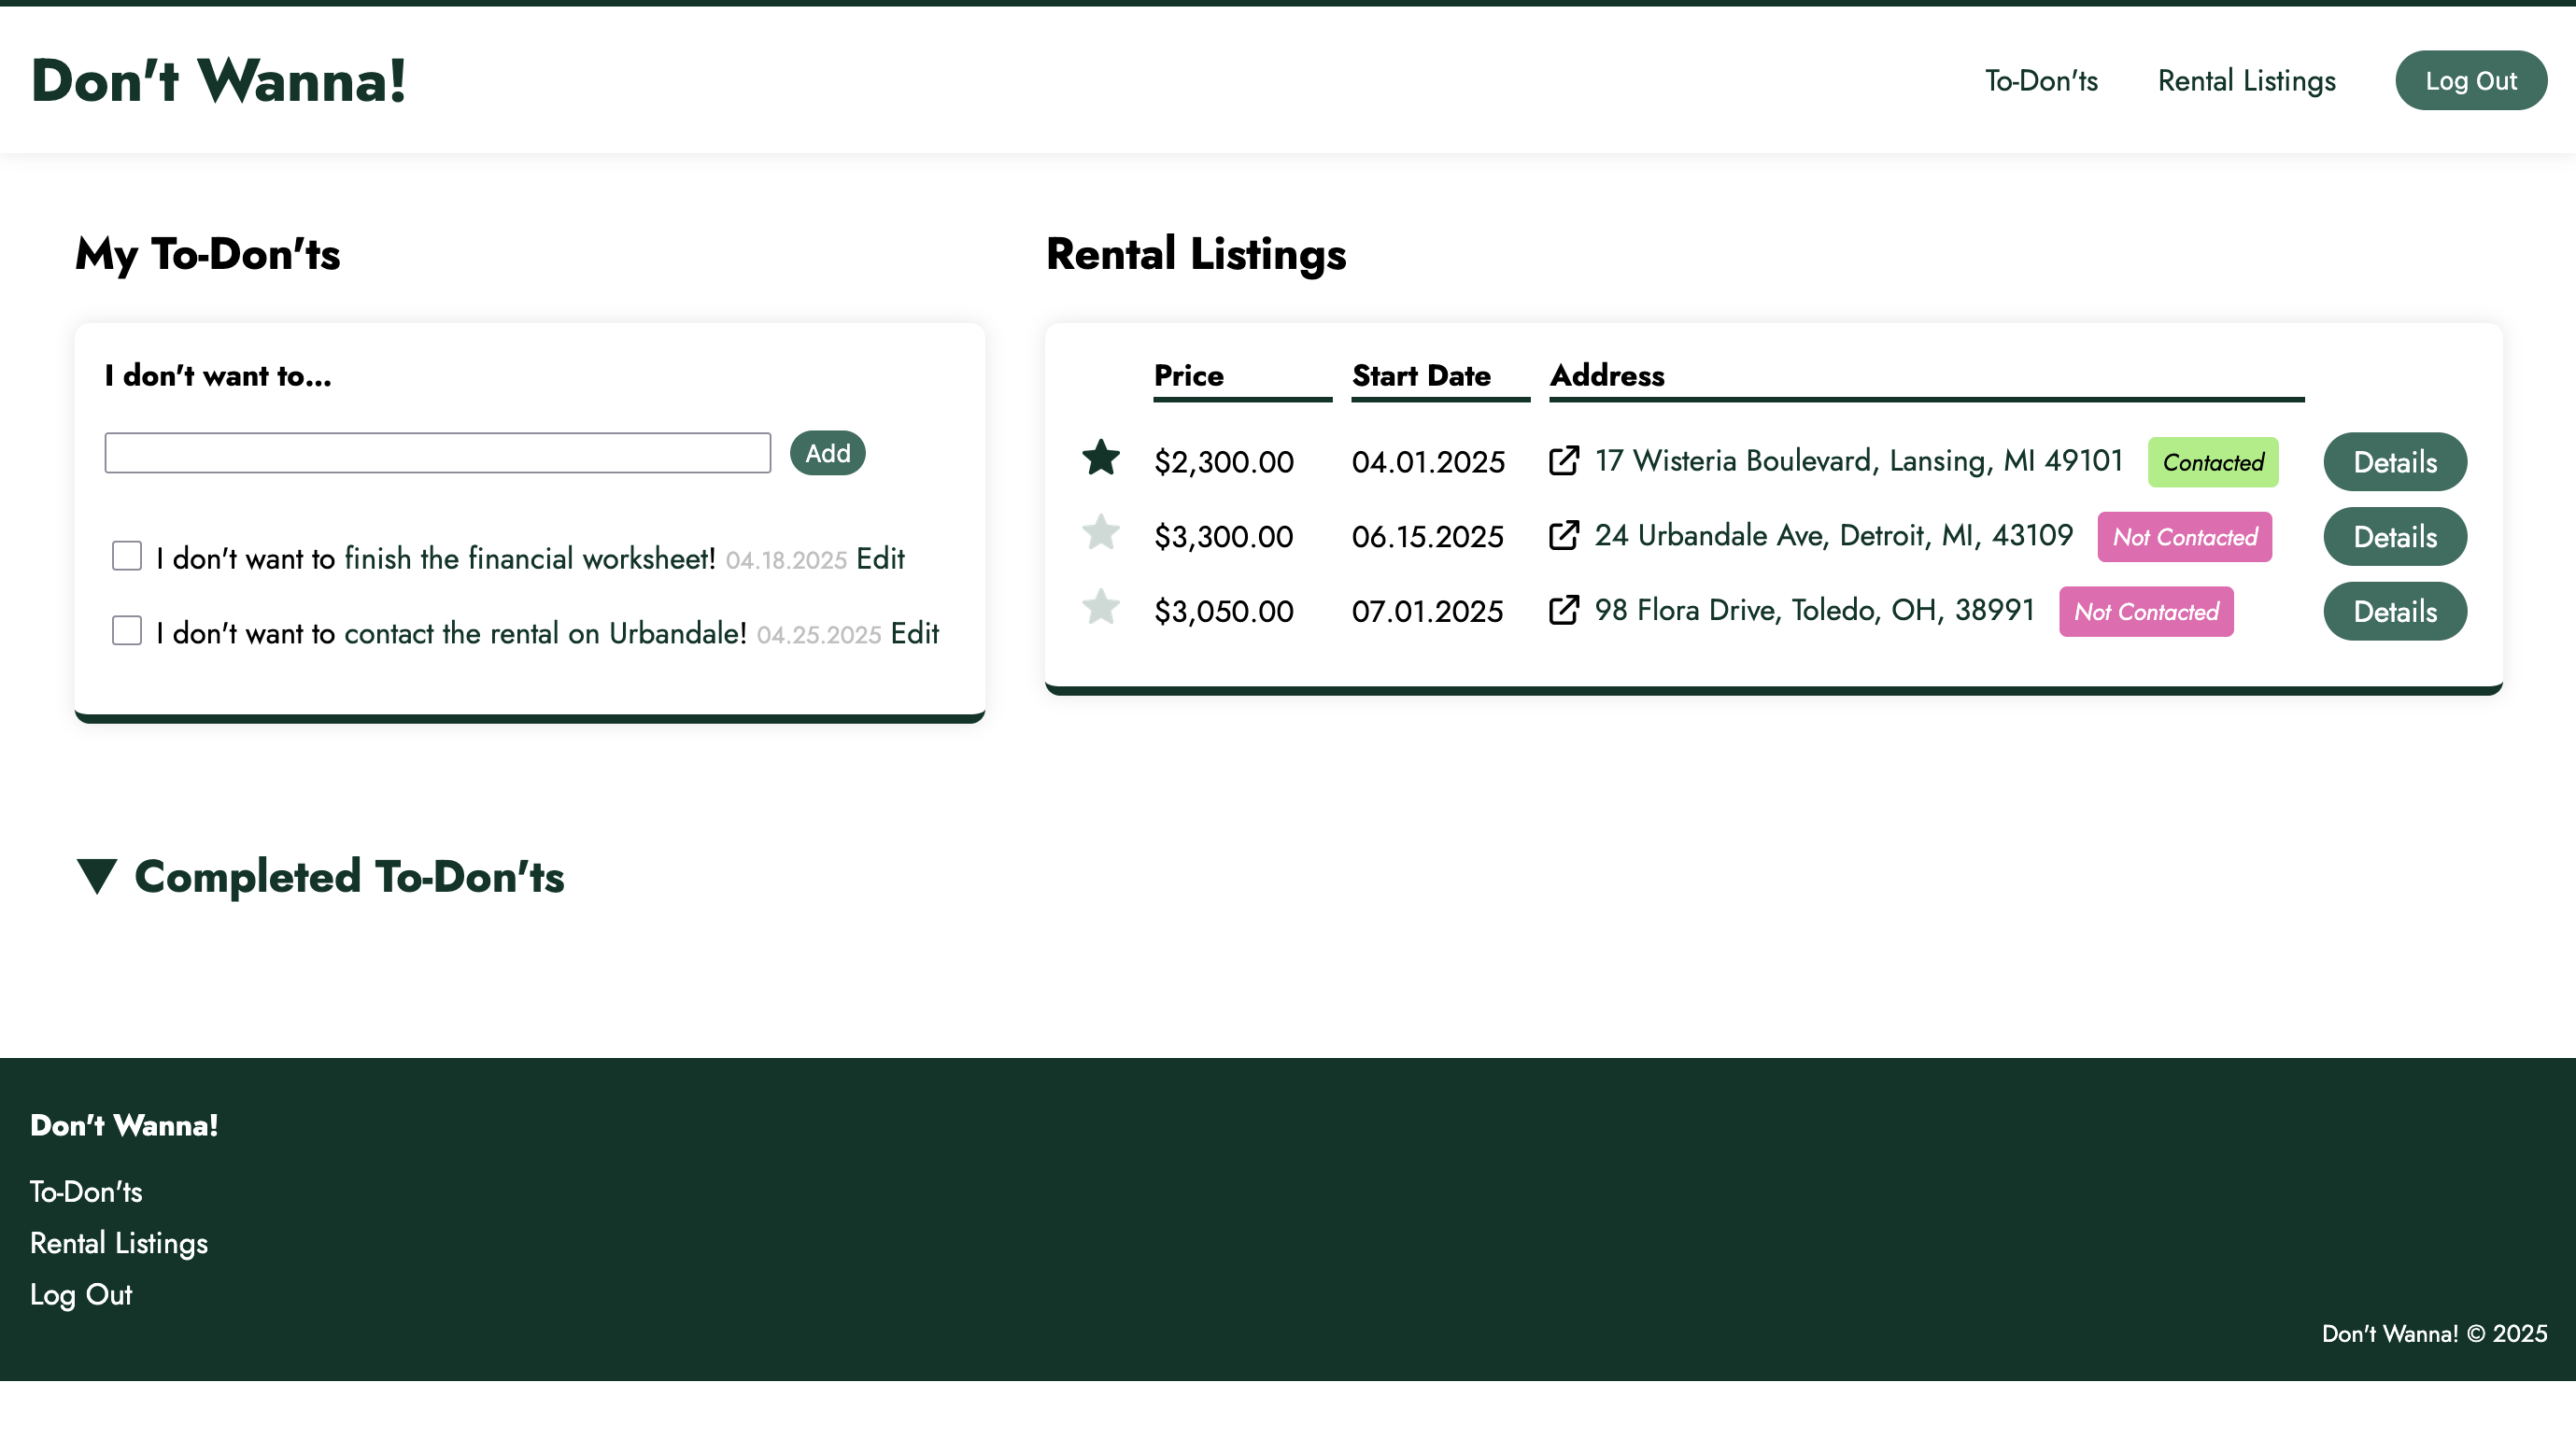 Don't Wanna!
To-Don'ts
Rental Listings
Log Out
My To-Don'ts
I don't want to...
Add
I don't want to finish the financial worksheet! 04.18.2025 Edit
I don't want to contact the rental on Urbandale! 04.25.2025 Edit
Rental Listings
Price Start Date Address
$2,300.00 04.01.2025 17 Wisteria Boulevard, Lansing, MI 49101 Contacted Details
$3,300.00 06.15.2025 24 Urbandale Ave, Detroit, MI, 43109 Not Contacted Details
$3,050.00 07.01.2025 98 Flora Drive, Toledo, OH, 38991 Not Contacted Details
Completed To-Don'ts
Don't Wanna!
To-Don'ts
Rental Listings
Log Out
Don't Wanna! © 2025